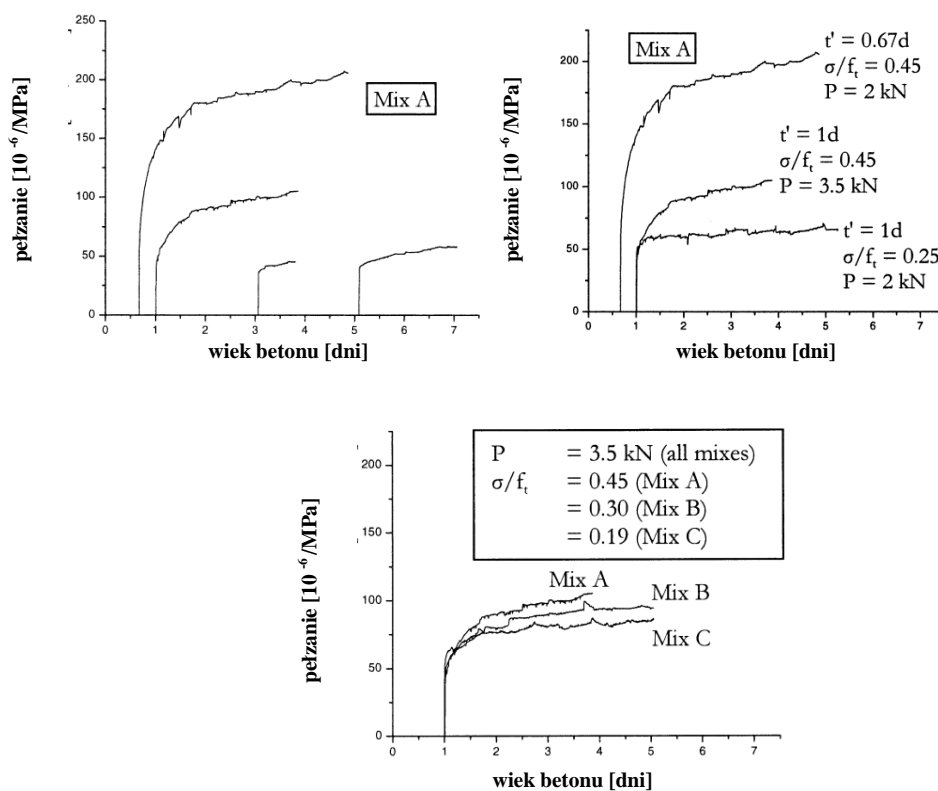 250
200
150
100
50
0
pełzanie [10 -6 /MPa]
Mix A
0 1 2 3 4 5 6 7
wiek betonu [dni]
200
150
100
50
0
pełzanie [10 -6 /MPa]
Mix A
t' = 0.67d
σ/ft = 0.45
P = 2 kN
t' = 1d
σ/ft = 0.45
P = 3.5 kN
t' = 1d
σ/ft = 0.25
P = 2 kN
0 1 2 3 4 5 6 7
wiek betonu [dni]
200
150
100
50
0
pełzanie [10 -6 /MPa]
P = 3.5 kN (all mixes)
σ/ft = 0.45 (Mix A)
= 0.30 (Mix B)
= 0.19 (Mix C)
Mix A
Mix B
Mix C
0 1 2 3 4 5 6 7
wiek betonu [dni]